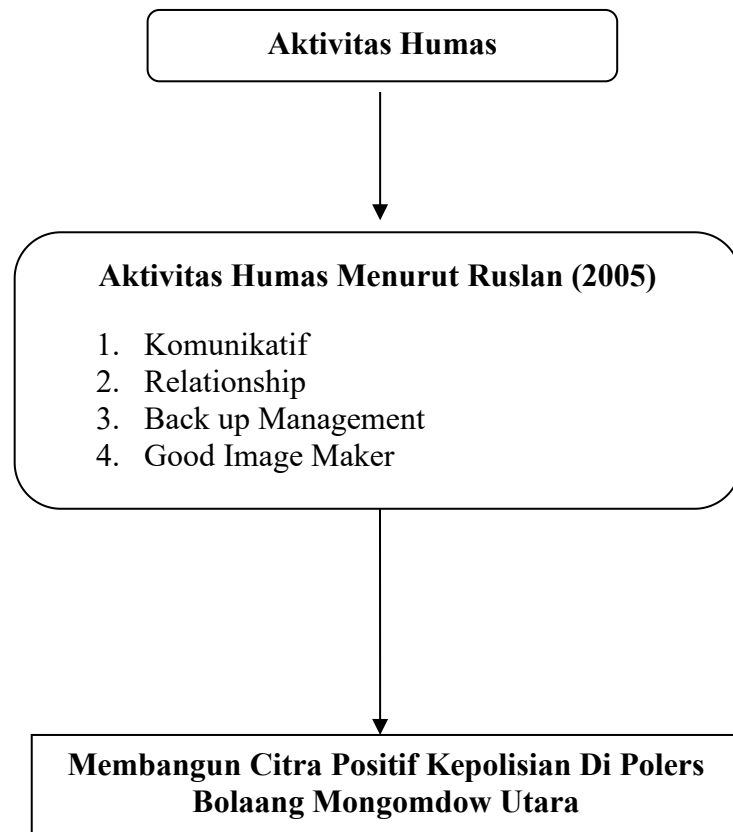 Aktivitas Humas
Aktivitas Humas Menurut Ruslan (2005)
1. Komunikatif
2. Relationship
3. Back up Management
4. Good Image Maker
Membangun Citra Positif Kepolisian Di Polers
Bolaang Mongomdow Utara